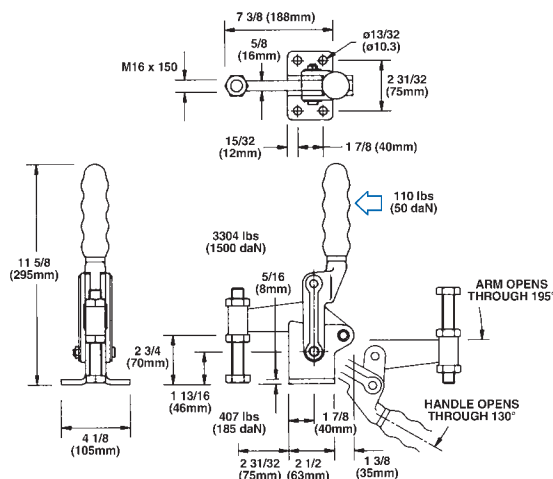 7 3/8 (188mm)
ø13/32
(ø10.3)
5/8
(16mm)
M16 x 150
2 31/32
(75mm)
15/32
(12mm)
1 7/8 (40mm)
110 lbs
(50 daN)
3304 lbs
(1500 daN)
11 5/8
(295mm)
5/16
(8mm)
ARM OPENS
THROUGH 195°
2 3/4
(70mm)
1 13/16
(46mm)
407 lbs
(185 daN)
1 7/8
(40mm)
HANDLE OPENS
THROUGH 130°
4 1/8
(105mm)
2 31/32
(75mm)
2 1/2
(63mm)
1 3/8
(35mm)